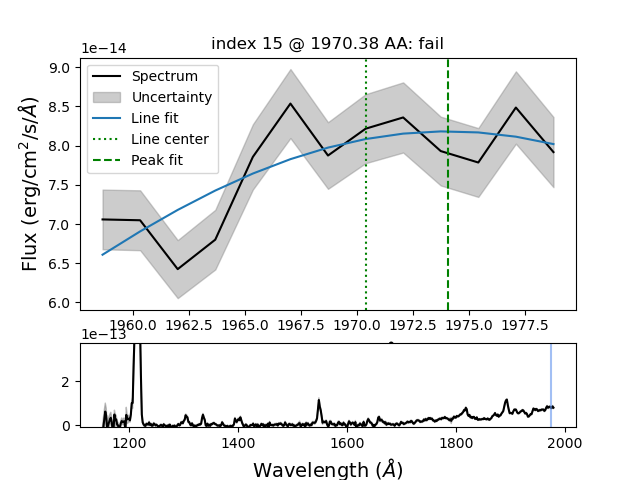 index 15 @ 1970.38 AA: fail
1e−14
9.0
8.5
8.0
7.5
7.0
6.5
6.0
Flux (erg/cm²/s/Å)
Spectrum
Uncertainty
Line fit
Line center
Peak fit
1960.0 1962.5 1965.0 1967.5 1970.0 1972.5 1975.0 1977.5
1e−13
2
0
1200 1400 1600 1800 2000
Wavelength (Å)